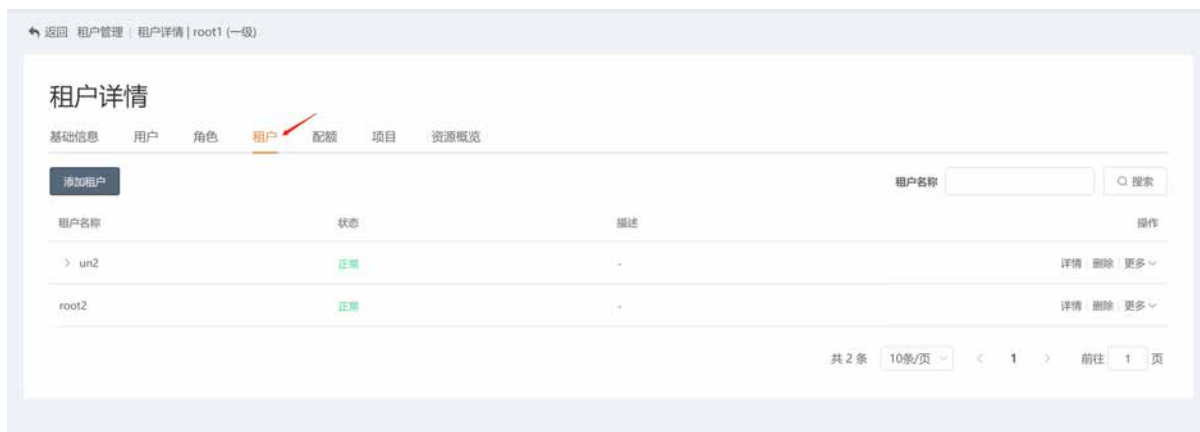 返回 租户管理 | 租户详情 | root1 (一级)
租户详情
基础信息 用户 角色 租户 配额 项目 资源概览
添加租户 租户名称 搜索
租户名称 状态 描述 操作
> un2 正常 - 详情 删除 更多
root2 正常 - 详情 删除 更多
共 2 条 10条/页 < 1 > 前往 1 页